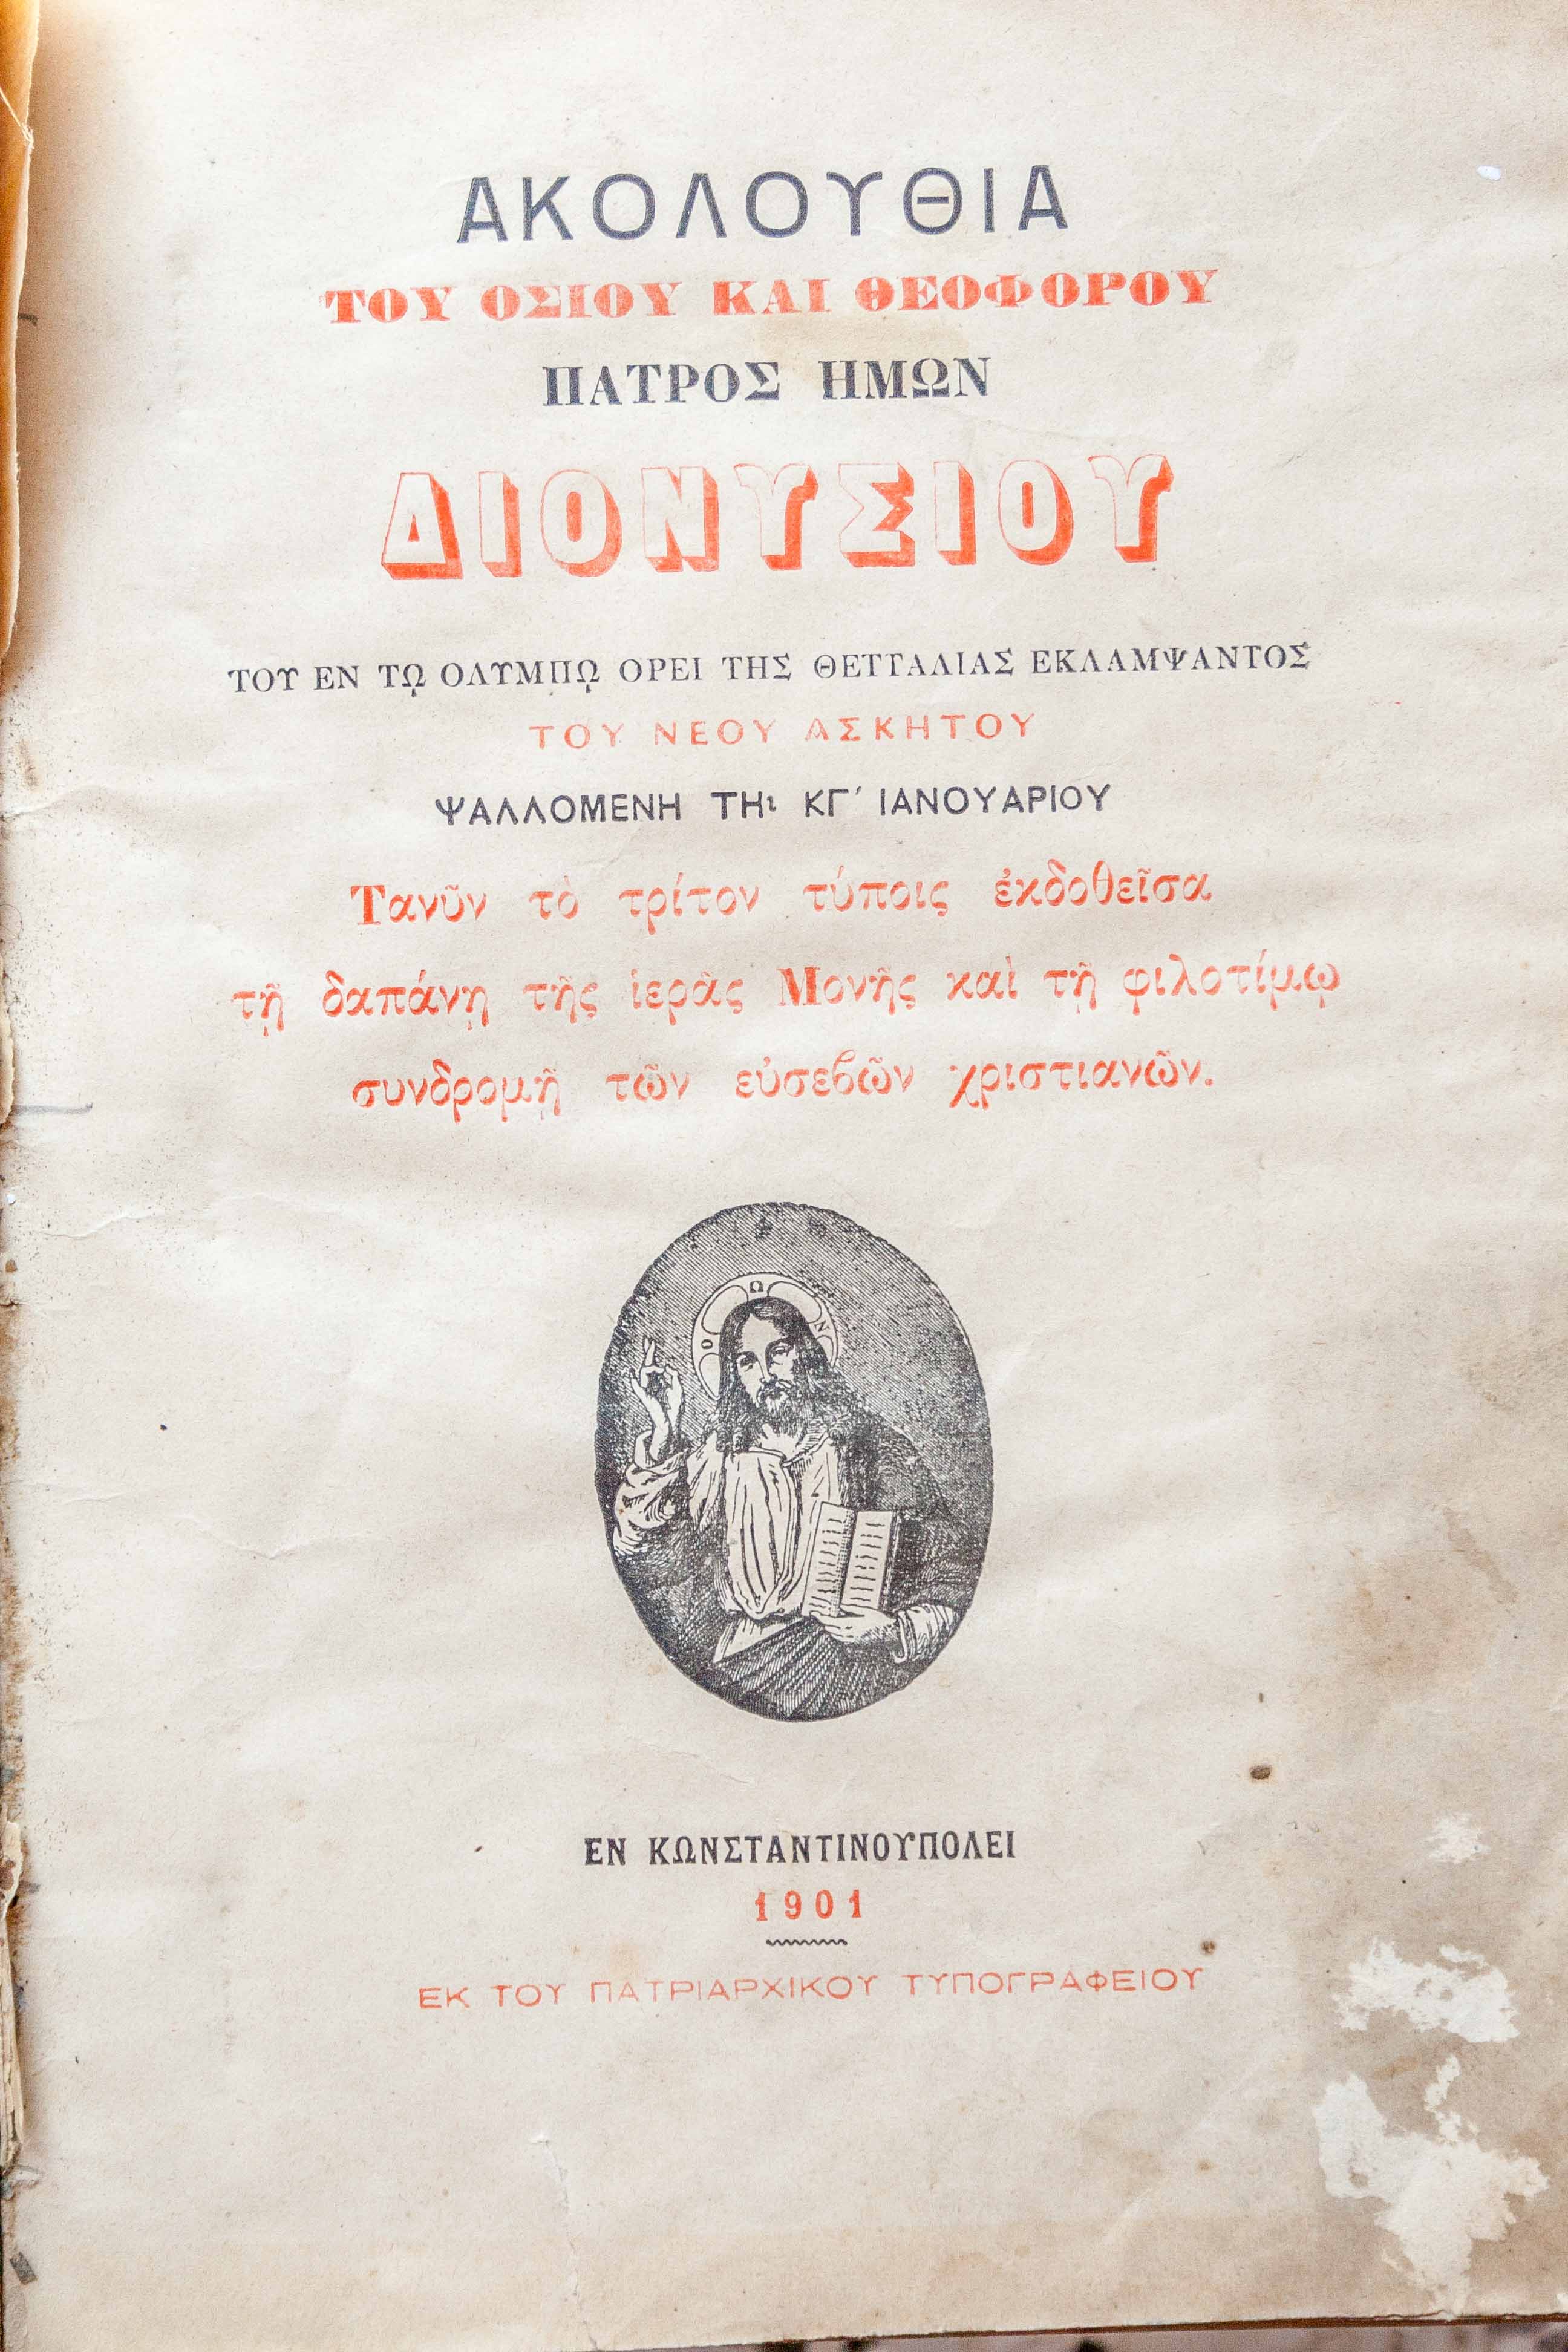 ΑΚΟΛΟΥΘΙΑ
ΤΟΥ ΟΣΙΟΥ ΚΑΙ ΘΕΟΦΟΡΟΥ
ΠΑΤΡΟΣ ΗΜΩΝ
ΔΙΟΝΥΣΙΟΥ
ΤΟΥ ΕΝ Τῼ ΟΛΥΜΠῼ ΟΡΕΙ ΤΗΣ ΘΕΤΤΑΛΙΑΣ ΕΚΛΑΜΨΑΝΤΟΣ
ΤΟΥ ΝΕΟΥ ΑΣΚΗΤΟΥ
ΨΑΛΛΟΜΕΝΗ ΤΗι ΚΓ′ ΙΑΝΟΥΑΡΙΟΥ
Τανῦν τὸ τρίτον τύποις ἐκδοθεῖσα
τῇ δαπάνῃ τῆς ἱερᾶς Μονῆς καὶ τῇ φιλοτίμῳ
συνδρομῇ τῶν εὐσεβῶν χριστιανῶν.
Ο Ω Ν
ΕΝ ΚΩΝΣΤΑΝΤΙΝΟΥΠΟΛΕΙ
1901
ΕΚ ΤΟΥ ΠΑΤΡΙΑΡΧΙΚΟΥ ΤΥΠΟΓΡΑΦΕΙΟΥ